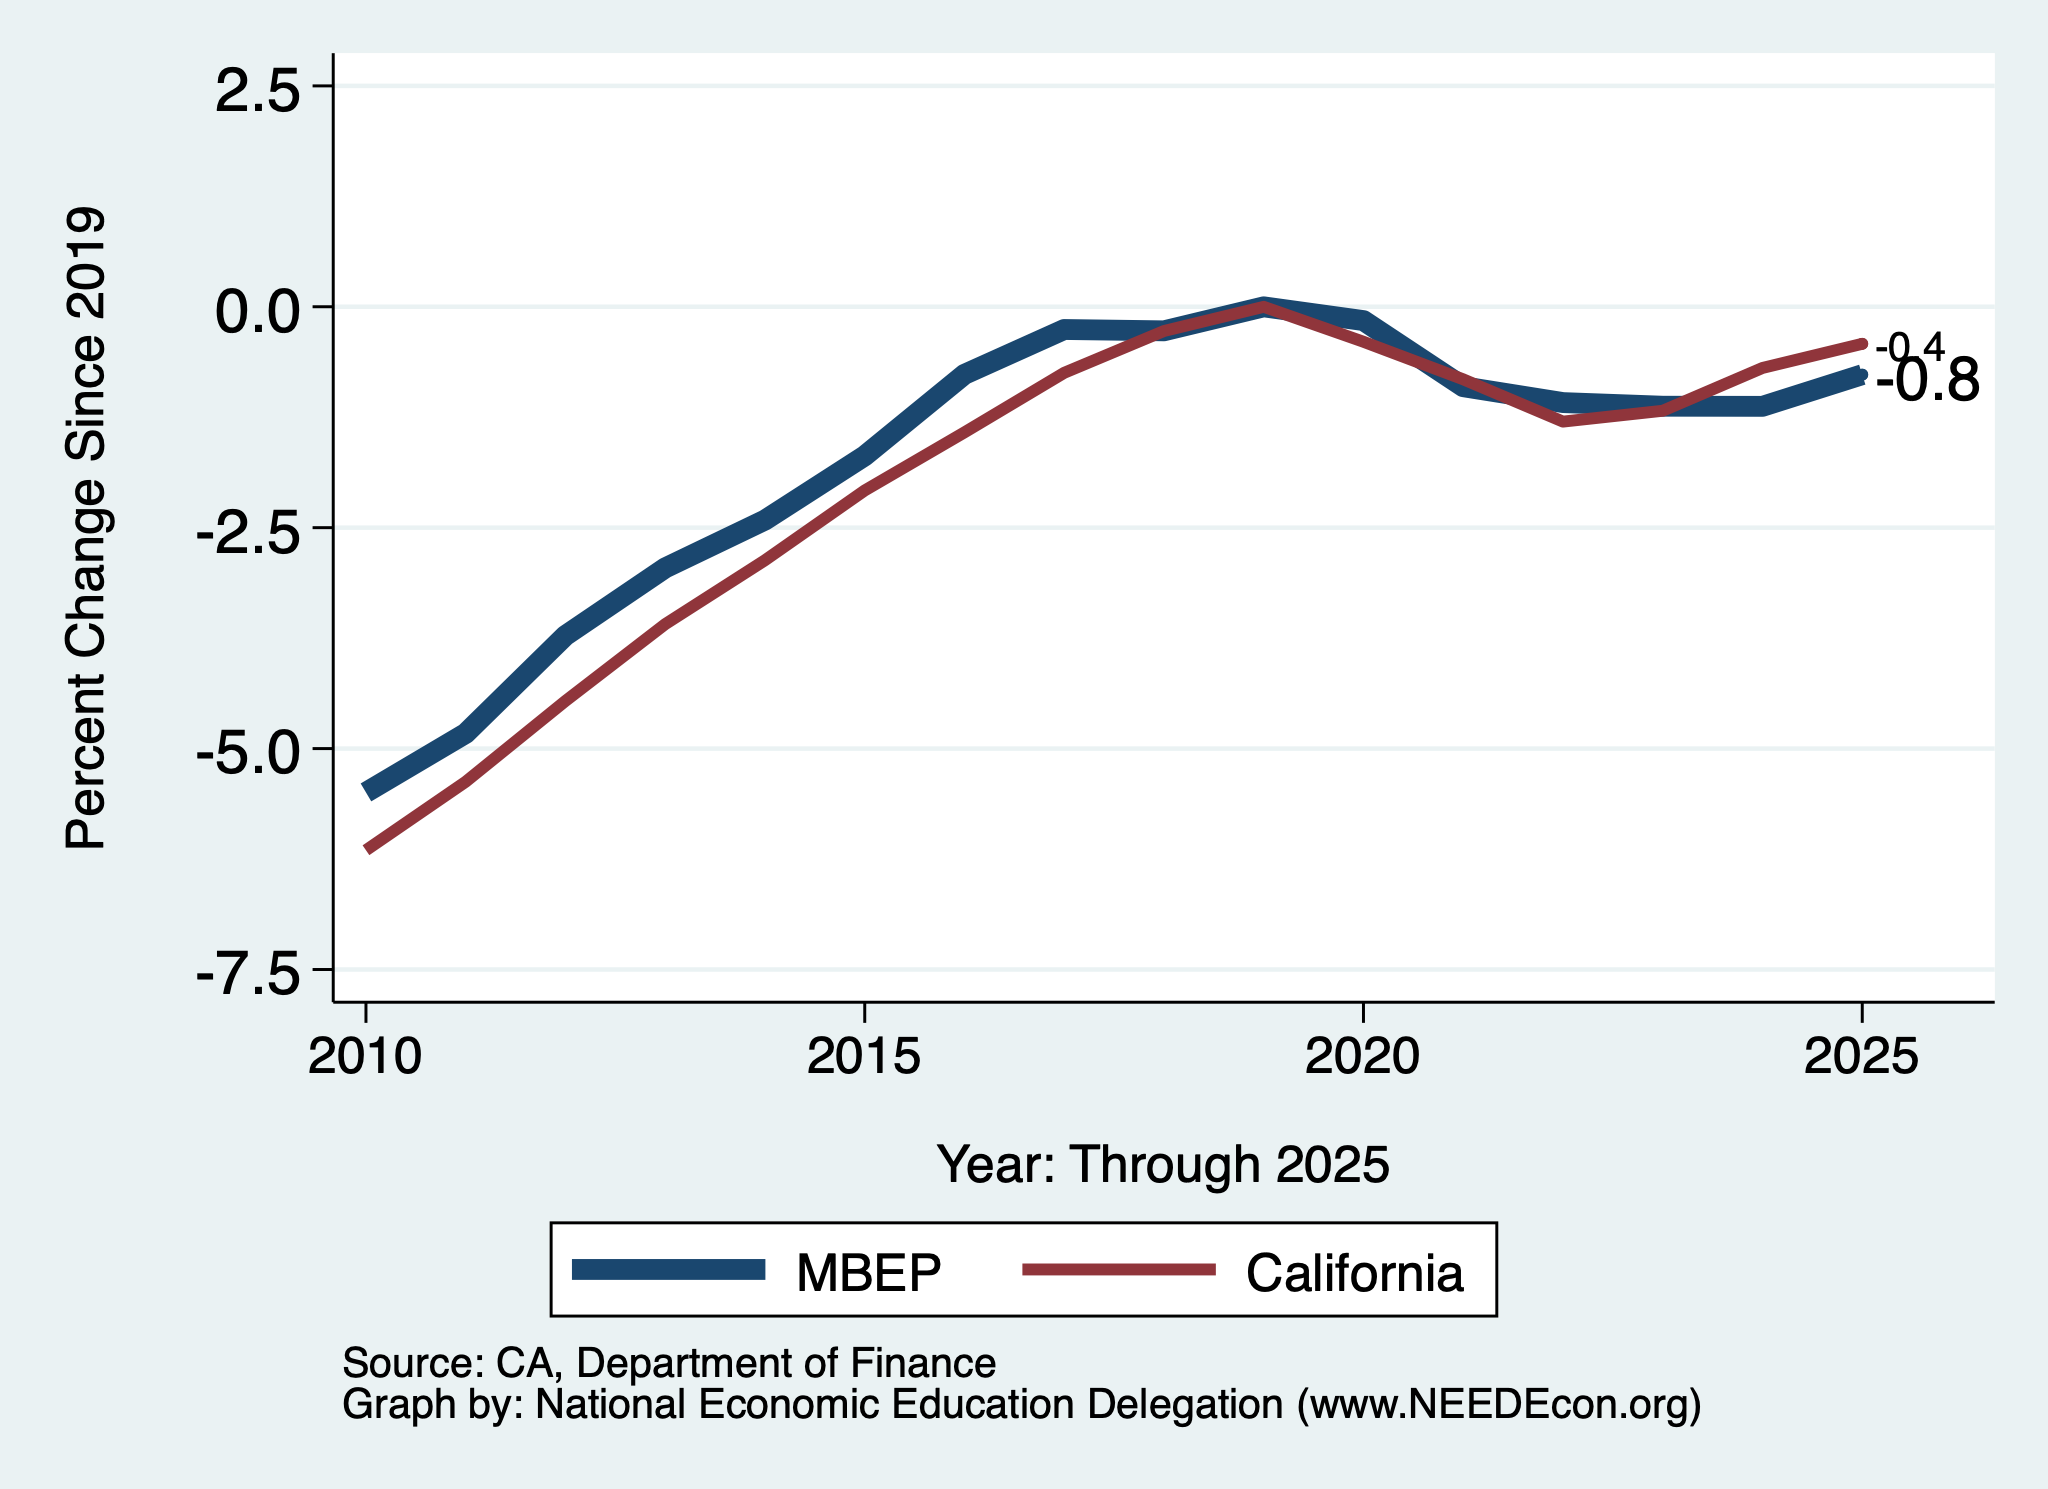 2.5
0.0
-2.5
-5.0
-7.5
Percent Change Since 2019
-0.4
-0.8
2010
2015
2020
2025
Year: Through 2025
MBEP
California
Source: CA, Department of Finance
Graph by: National Economic Education Delegation (www.NEEDEcon.org)